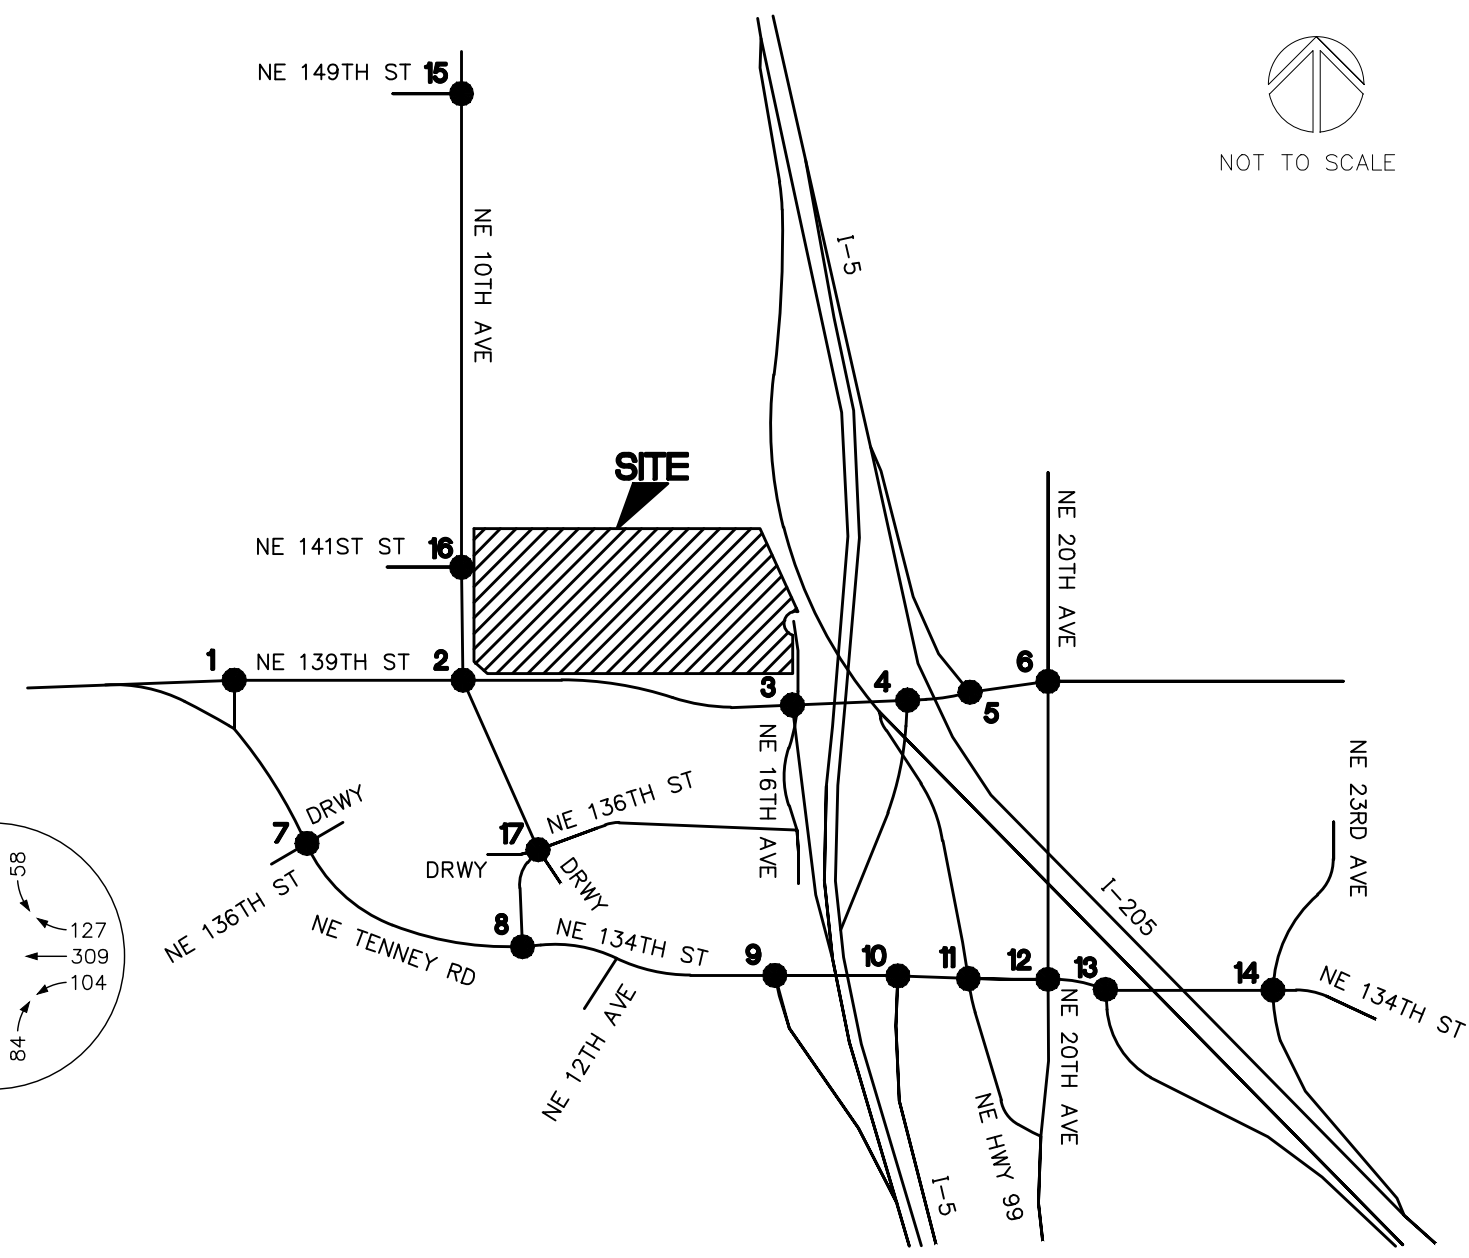 NE 149TH ST
15
NOT TO SCALE
NE 10TH AVE
I-5
SITE
NE 20TH AVE
NE 141ST ST
16
1
NE 139TH ST
2
3
4
5
6
NE 16TH AVE
NE 23RD AVE
DRWY
7
17
NE 136TH ST
DRWY
DRWY
NE 136TH ST
58
127
309
104
84
NE TENNEY RD
8
NE 134TH ST
9
10
11
12
13
14
I-205
NE 134TH ST
NE 12TH AVE
NE 20TH AVE
NE HWY 99
I-5